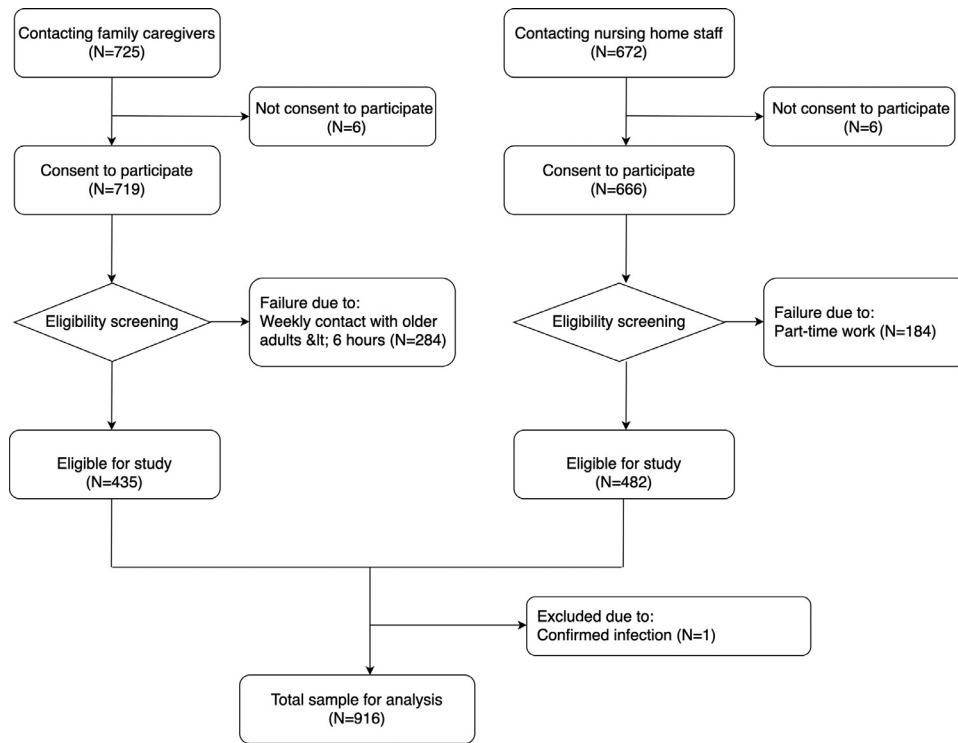 Contacting family caregivers
(N=725)
Contacting nursing home staff
(N=672)
Not consent to participate
(N=6)
Not consent to participate
(N=6)
Consent to participate
(N=719)
Consent to participate
(N=666)
Eligibility screening
Failure due to:
Weekly contact with older
adults &lt; 6 hours (N=284)
Eligibility screening
Failure due to:
Part-time work (N=184)
Eligible for study
(N=435)
Eligible for study
(N=482)
Excluded due to:
Confirmed infection (N=1)
Total sample for analysis
(N=916)